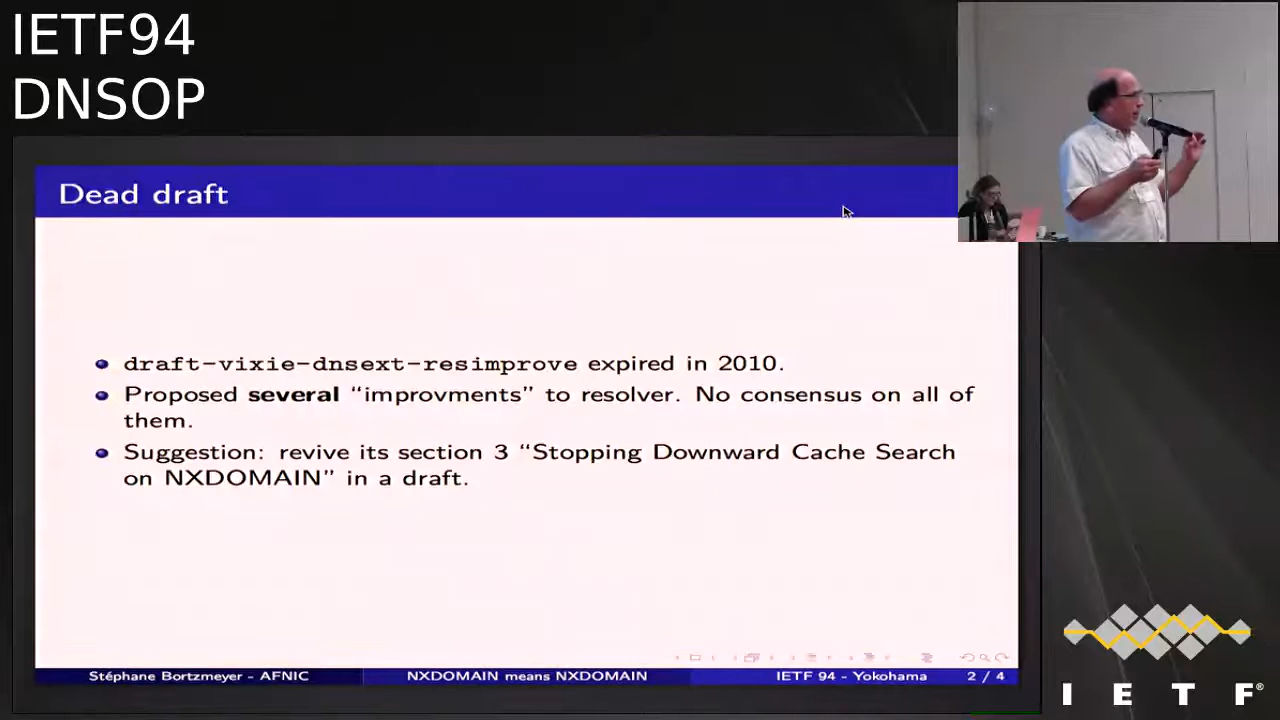 IETF94
DNSOP
Dead draft
draft-vixie-dnsext-resimprove expired in 2010.
Proposed several “improvments” to resolver. No consensus on all of
them.
Suggestion: revive its section 3 “Stopping Downward Cache Search
on NXDOMAIN” in a draft.
Stéphane Bortzmeyer - AFNIC
NXDOMAIN means NXDOMAIN
IETF 94 - Yokohama
2 / 4
I E T F®